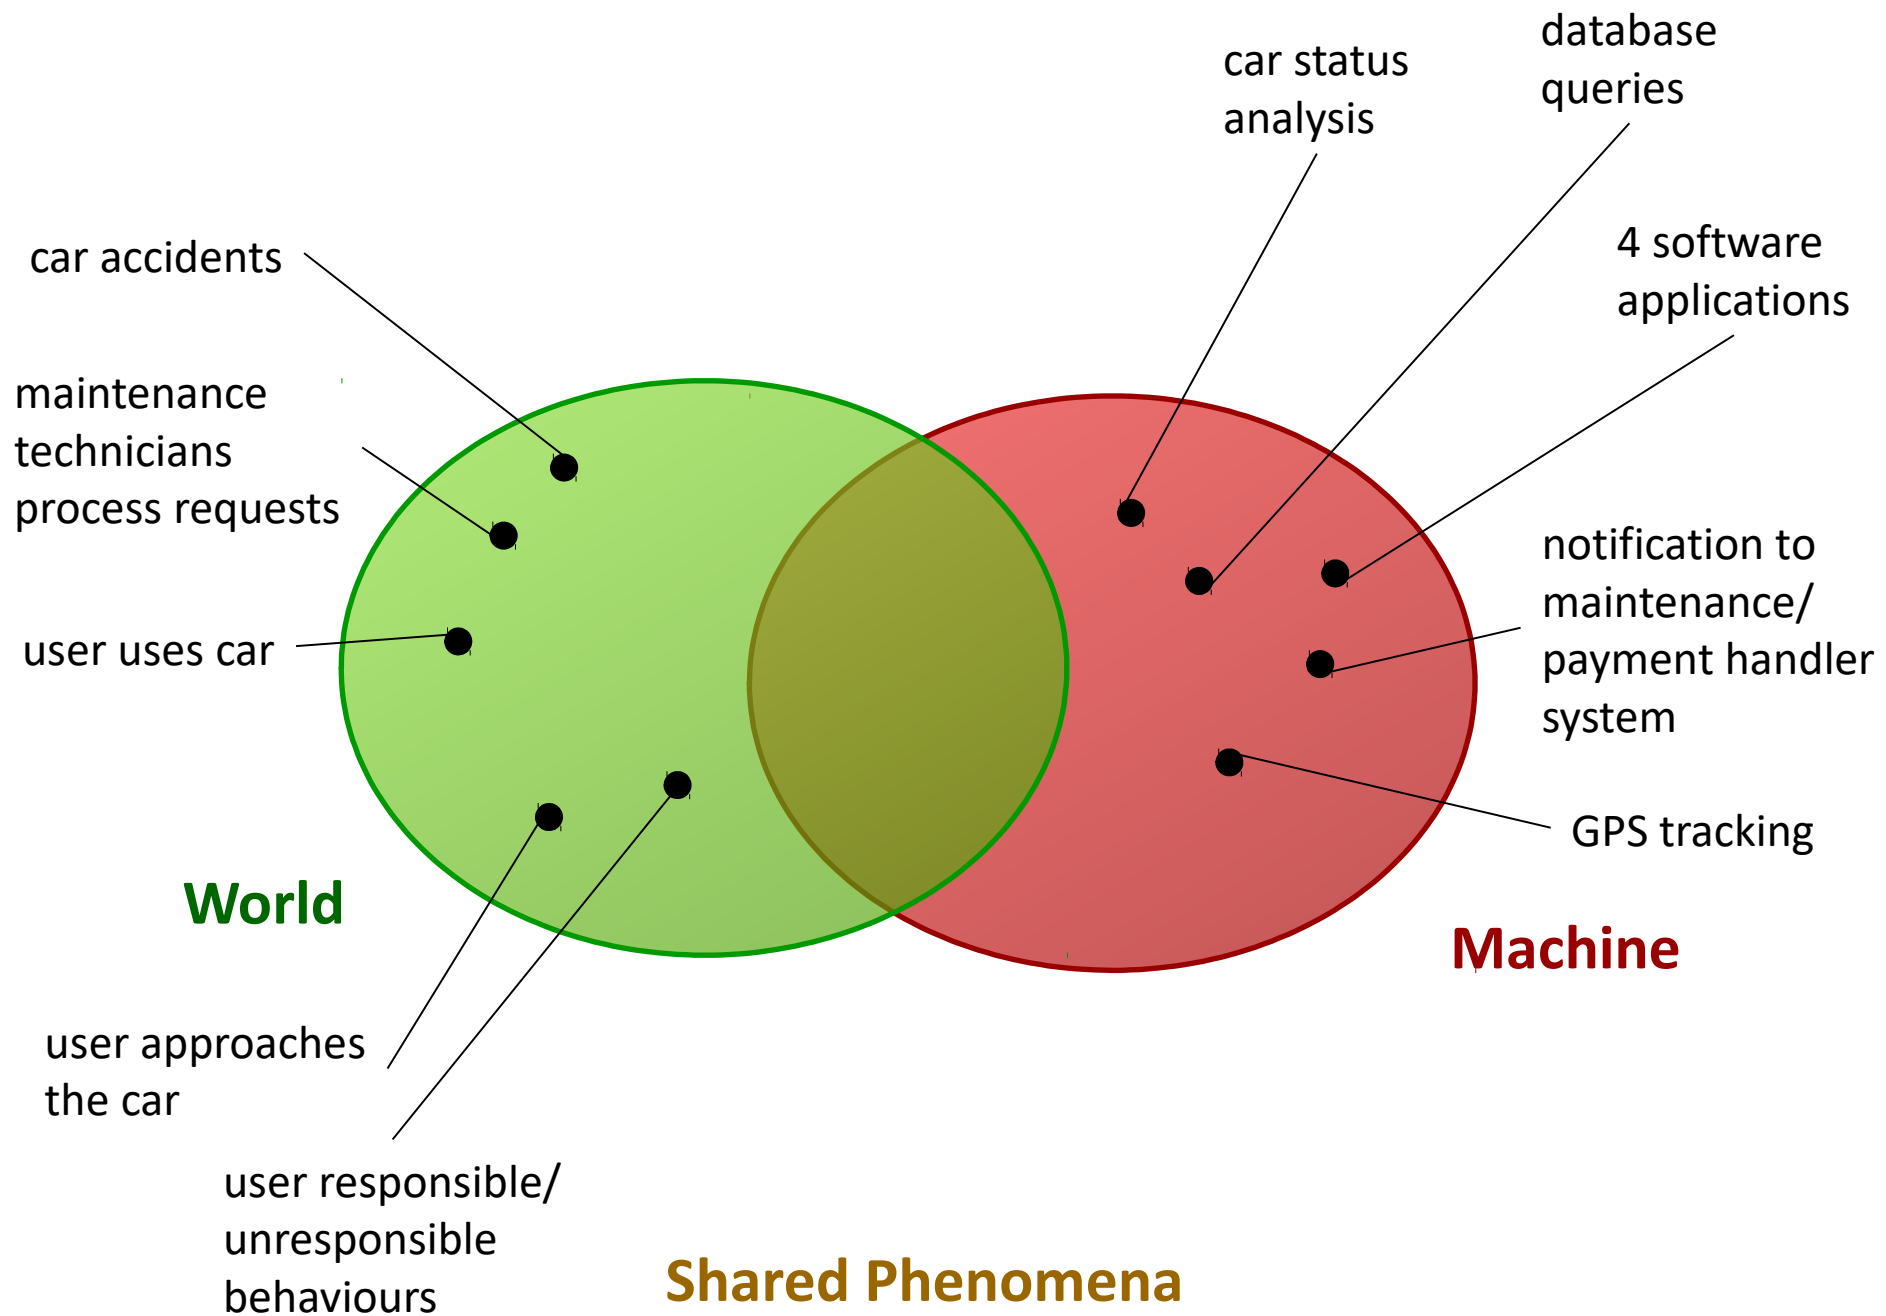 database
queries
car status
analysis
4 software
applications
car accidents
maintenance
technicians
process requests
notification to
maintenance/
payment handler
system
user uses car
GPS tracking
World
Machine
user approaches
the car
user responsible/
unresponsible
behaviours
Shared Phenomena